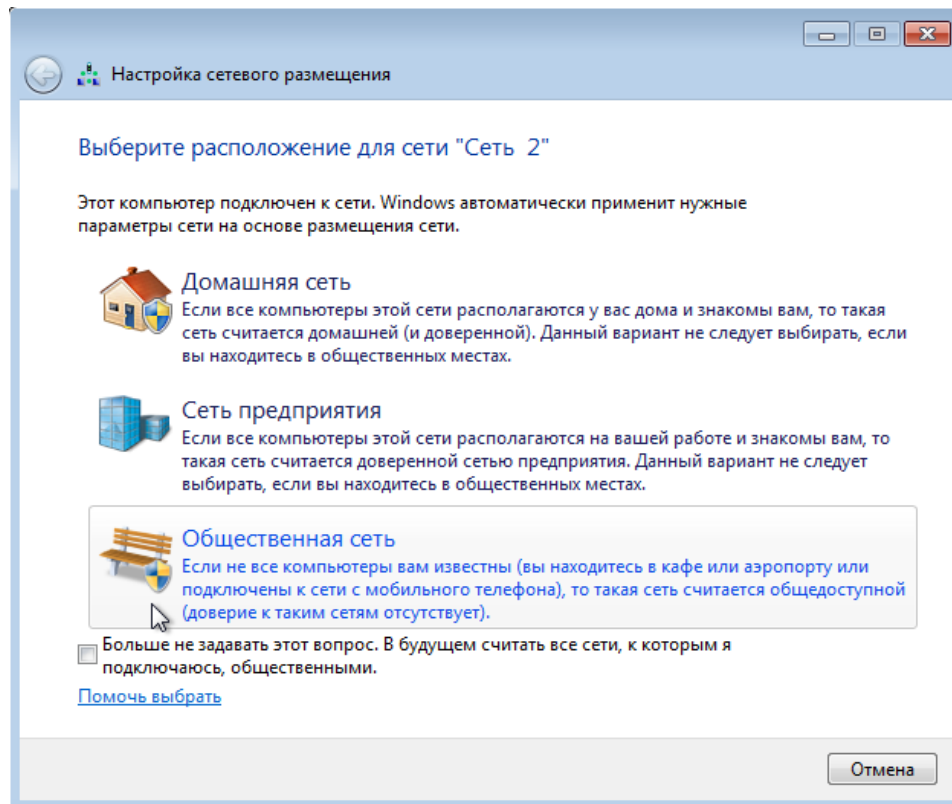 Настройка сетевого размещения
Выберите расположение для сети "Сеть 2"
Этот компьютер подключен к сети. Windows автоматически применит нужные
параметры сети на основе размещения сети.
Домашняя сеть
Если все компьютеры этой сети располагаются у вас дома и знакомы вам, то такая
сеть считается домашней (и доверенной). Данный вариант не следует выбирать, если
вы находитесь в общественных местах.
Сеть предприятия
Если все компьютеры этой сети располагаются на вашей работе и знакомы вам, то
такая сеть считается доверенной сетью предприятия. Данный вариант не следует
выбирать, если вы находитесь в общественных местах.
Общественная сеть
Если не все компьютеры вам известны (вы находитесь в кафе или аэропорту или
подключены к сети с мобильного телефона), то такая сеть считается общедоступной
(доверие к таким сетям отсутствует).
Больше не задавать этот вопрос. В будущем считать все сети, к которым я
подключаюсь, общественными.
Помочь выбрать
Отмена